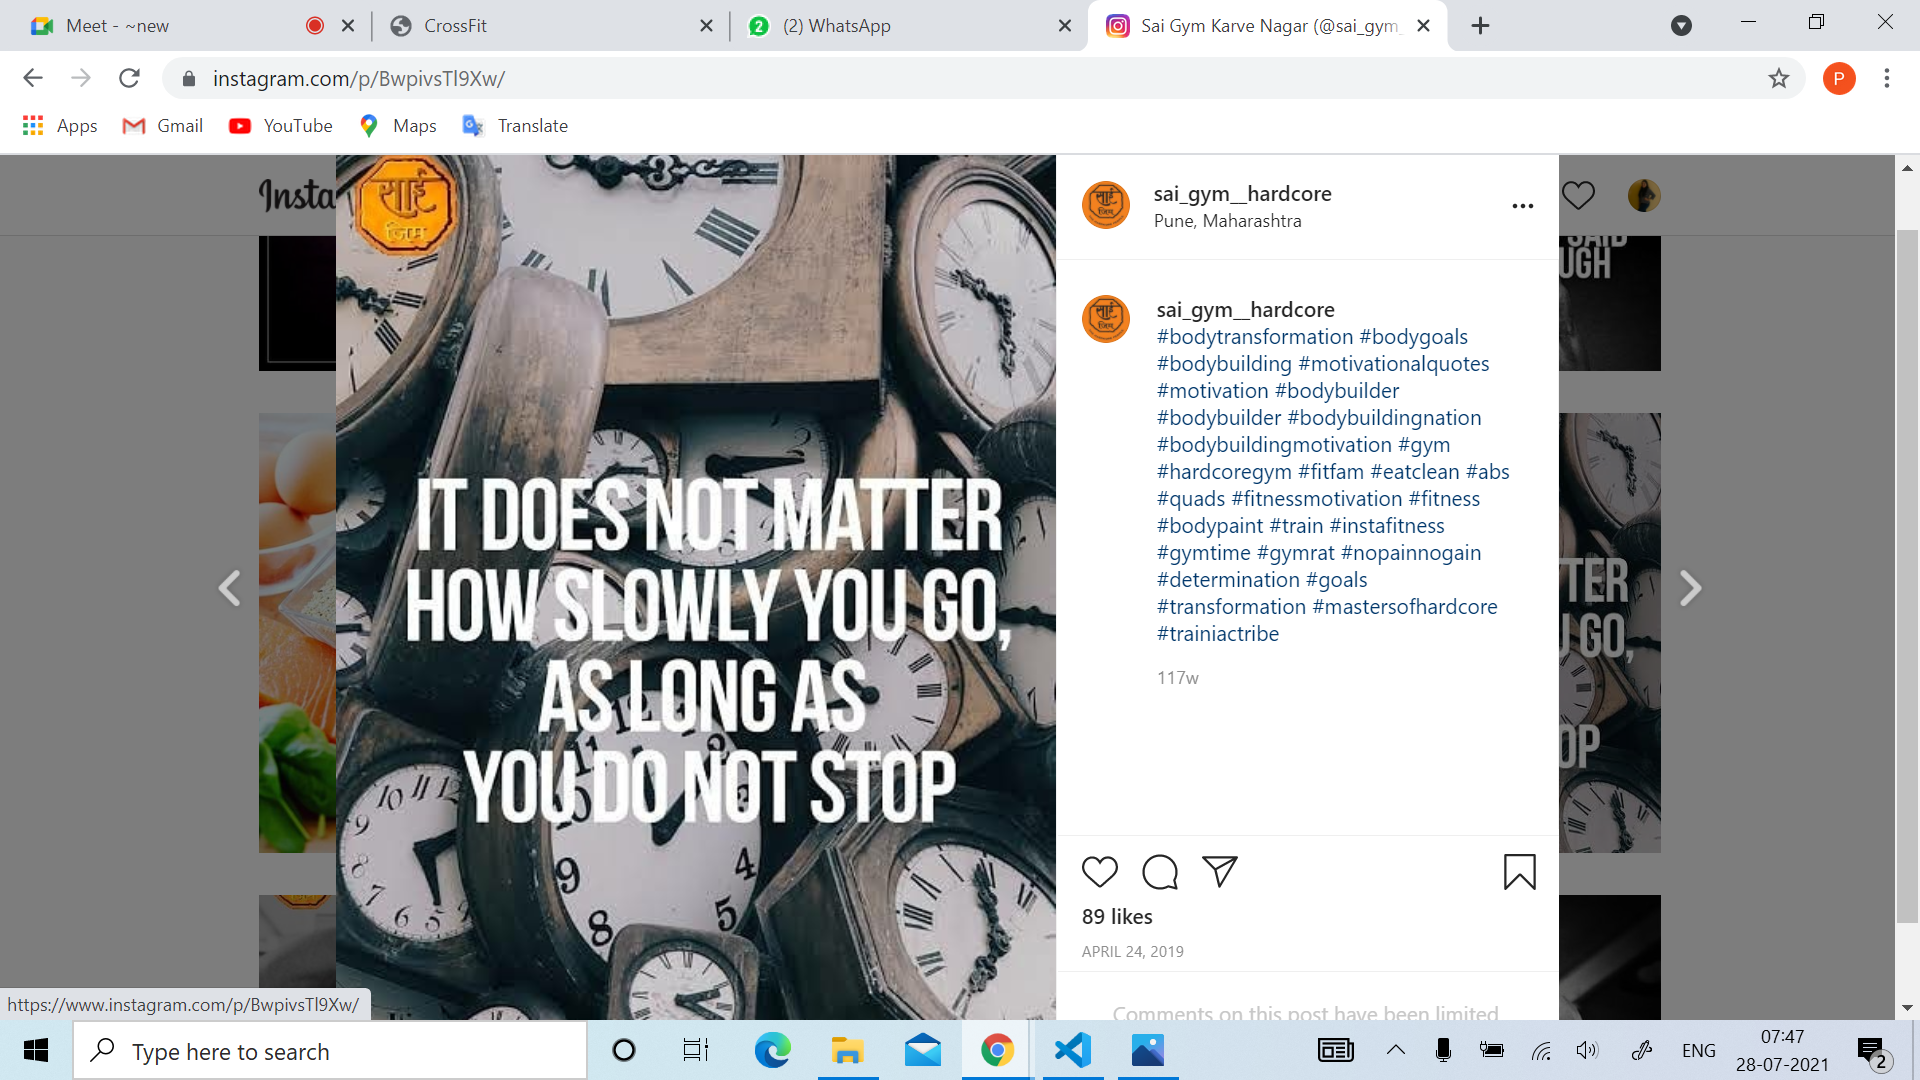 Meet - ~new
CrossFit
(2) WhatsApp
Sai Gym Karve Nagar (@sai_gym_
instagram.com/p/BwpivsTl9Xw/
P
Apps
Gmail
YouTube
Maps
Translate
Insta
साई
जिम
IT DOES NOT MATTER
HOW SLOWLY YOU GO,
AS LONG AS
YOU DO NOT STOP
sai_gym__hardcore
Pune, Maharashtra
sai_gym__hardcore
#bodytransformation #bodygoals
#bodybuilding #motivationalquotes
#motivation #bodybuilder
#bodybuilder #bodybuildingnation
#bodybuildingmotivation #gym
#hardcoregym #fitfam #eatclean #abs
#quads #fitnessmotivation #fitness
#bodypaint #train #instafitness
#gymtime #gymrat #nopainnogain
#determination #goals
#transformation #mastersofhardcore
#trainiactribe
117w
89 likes
APRIL 24, 2019
Comments on this post have been limited
https://www.instagram.com/p/BwpivsTl9Xw/
Type here to search
ENG
07:47
28-07-2021
2